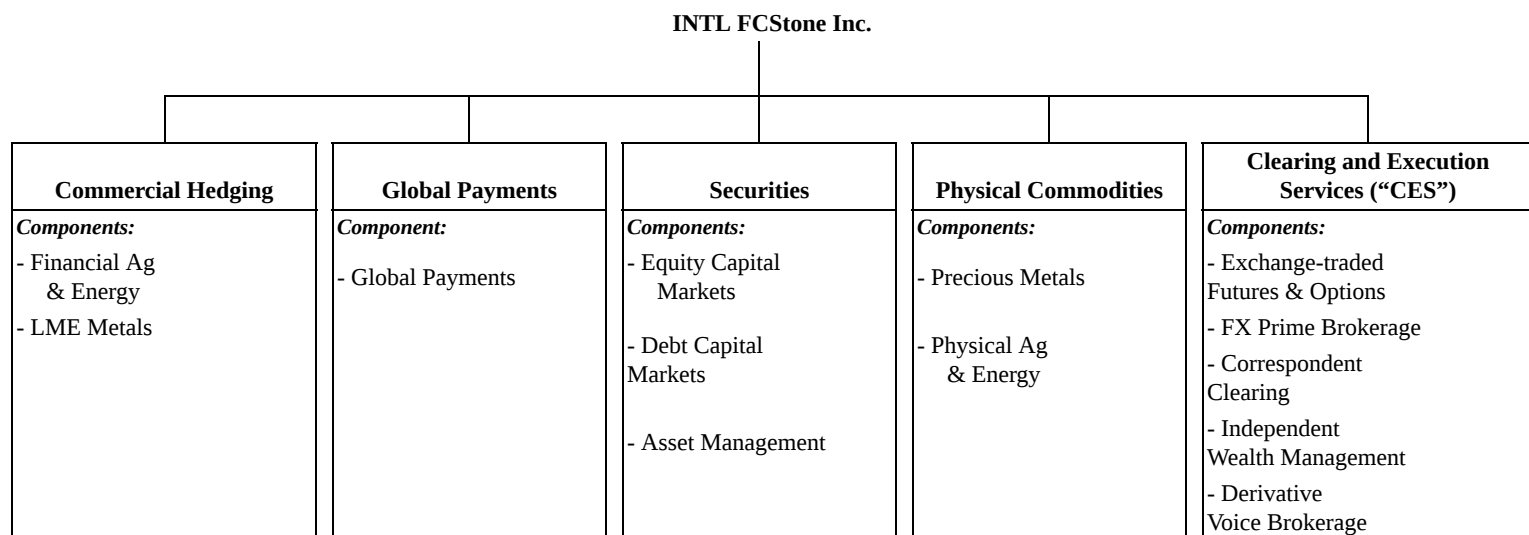 INTL FCStone Inc.
Commercial Hedging
Components:
- Financial Ag
& Energy
- LME Metals
Global Payments
Component:
- Global Payments
Securities
Components:
- Equity Capital
Markets
- Debt Capital
Markets
- Asset Management
Physical Commodities
Components:
- Precious Metals
- Physical Ag
& Energy
Clearing and Execution
Services (“CES”)
Components:
- Exchange-traded
Futures & Options
- FX Prime Brokerage
- Correspondent
Clearing
- Independent
Wealth Management
- Derivative
Voice Brokerage